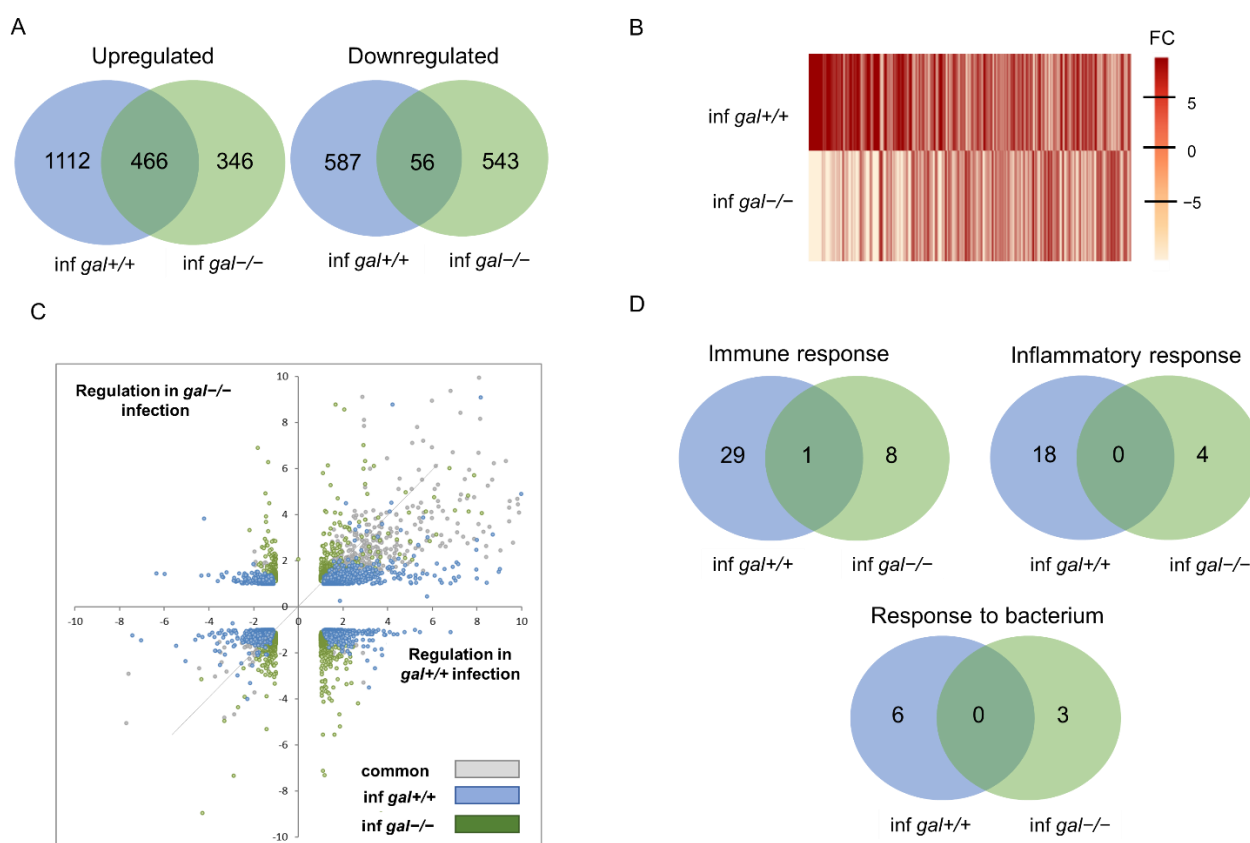 A
Upregulated
Downregulated
1112
466
346
587
56
543
inf gal+/+
inf gal−/−
inf gal+/+
inf gal−/−
B
FC
inf gal+/+
inf gal−/−
5
0
−5
C
Regulation in gal−/−
infection
10
8
6
4
2
0
-10
-8
-6
-4
-2
0
2
4
6
8
10
-2
-4
-6
-8
-10
Regulation in
gal+/+ infection
common
inf gal+/+
inf gal−/−
D
Immune response
Inflammatory response
29
1
8
18
0
4
inf gal+/+
inf gal−/−
inf gal+/+
inf gal−/−
Response to bacterium
6
0
3
inf gal+/+
inf gal−/−